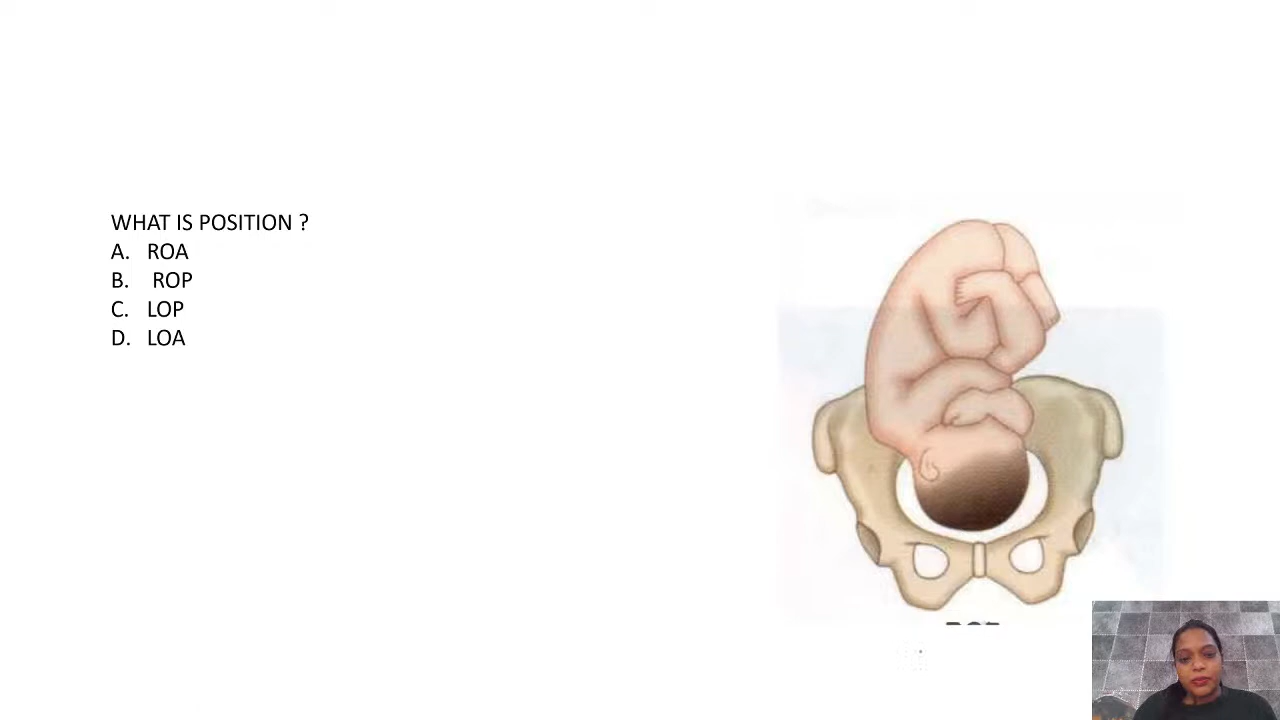 WHAT IS POSITION ?
A. ROA
B. ROP
C. LOP
D. LOA